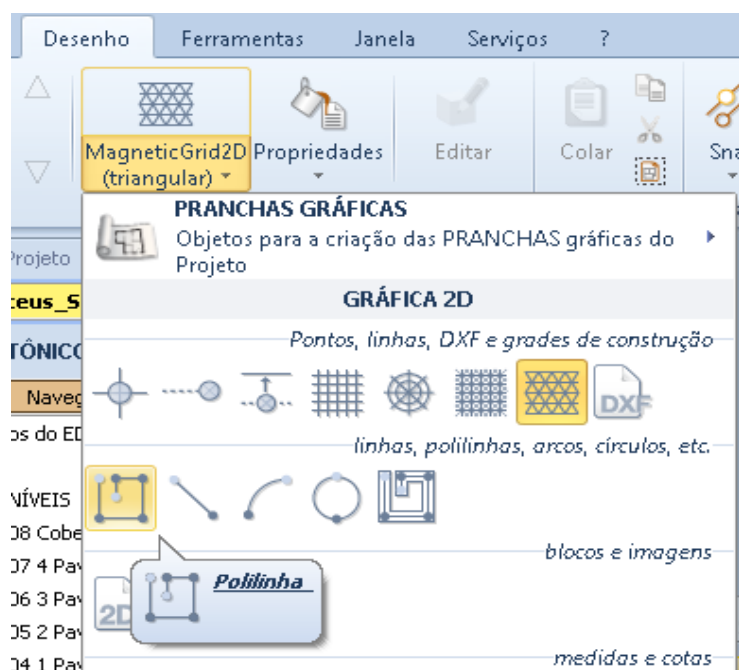 Desenho Ferramentas Janela Serviços ?
MagneticGrid2D Propriedades Editar Colar Sna
(triangular)
PRANCHAS GRÁFICAS
Objetos para a criação das PRANCHAS gráficas do
Projeto
Projeto
GRÁFICA 2D
teus_S
Pontos, linhas, DXF e grades de construção
TÔNICO
Naveg
DXF
os do ED
linhas, polilinhas, arcos, círculos, etc.
NÍVEIS
08 Cobe
blocos e imagens
07 4 Pav
Polilinha
06 3 Pav
2D
05 2 Pav
04 1 Pav
medidas e cotas